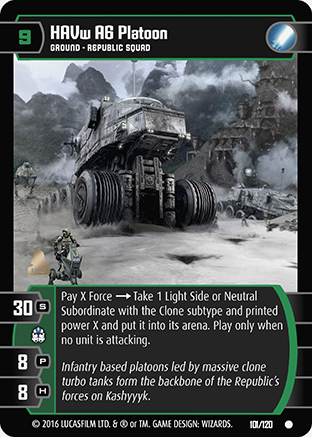 9
HAVw A6 Platoon
GROUND - REPUBLIC SQUAD
30 S
8 P
8 H
Pay X Force → Take 1 Light Side or Neutral
Subordinate with the Clone subtype and printed
power X and put it into its arena. Play only when
no unit is attacking.
Infantry based platoons led by massive clone
turbo tanks form the backbone of the Republic's
forces on Kashyyyk.
© 2016 LUCASFILM LTD. & ® or TM. GAME DESIGN: WIZARDS. 101/120